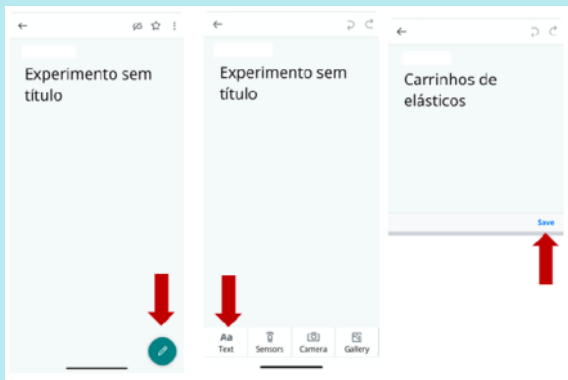 Experimento sem
título
Experimento sem
título
Aa
Text
Sensors
Camera
Gallery
Carrinhos de
elásticos
Save